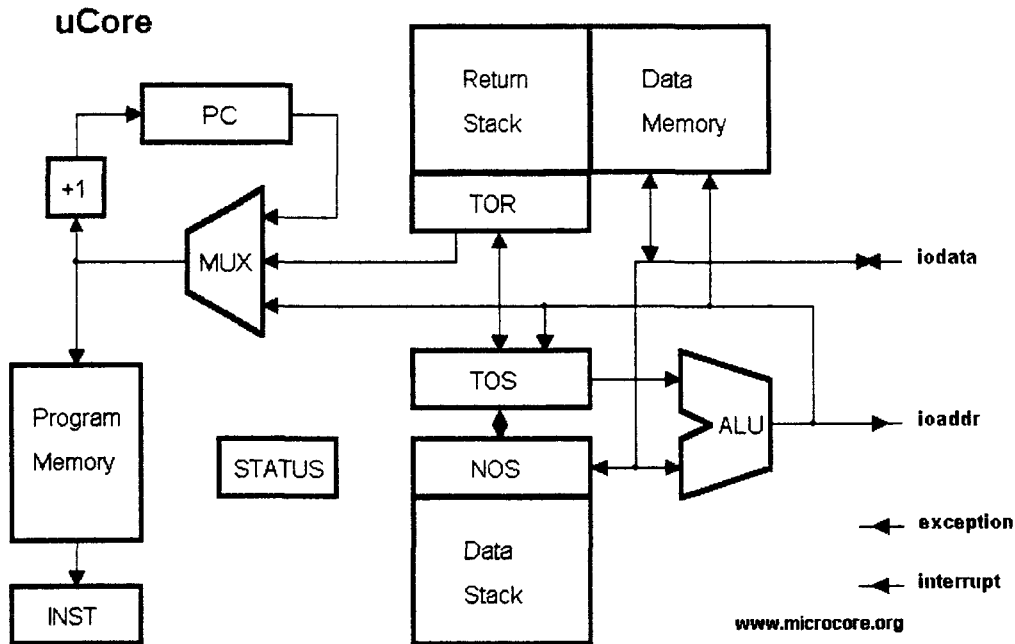 uCore
Return
Stack
Data
Memory
PC
+1
TOR
MUX
iodata
TOS
ALU
ioaddr
Program
Memory
STATUS
NOS
Data
Stack
exception
interrupt
INST
www.microcore.org